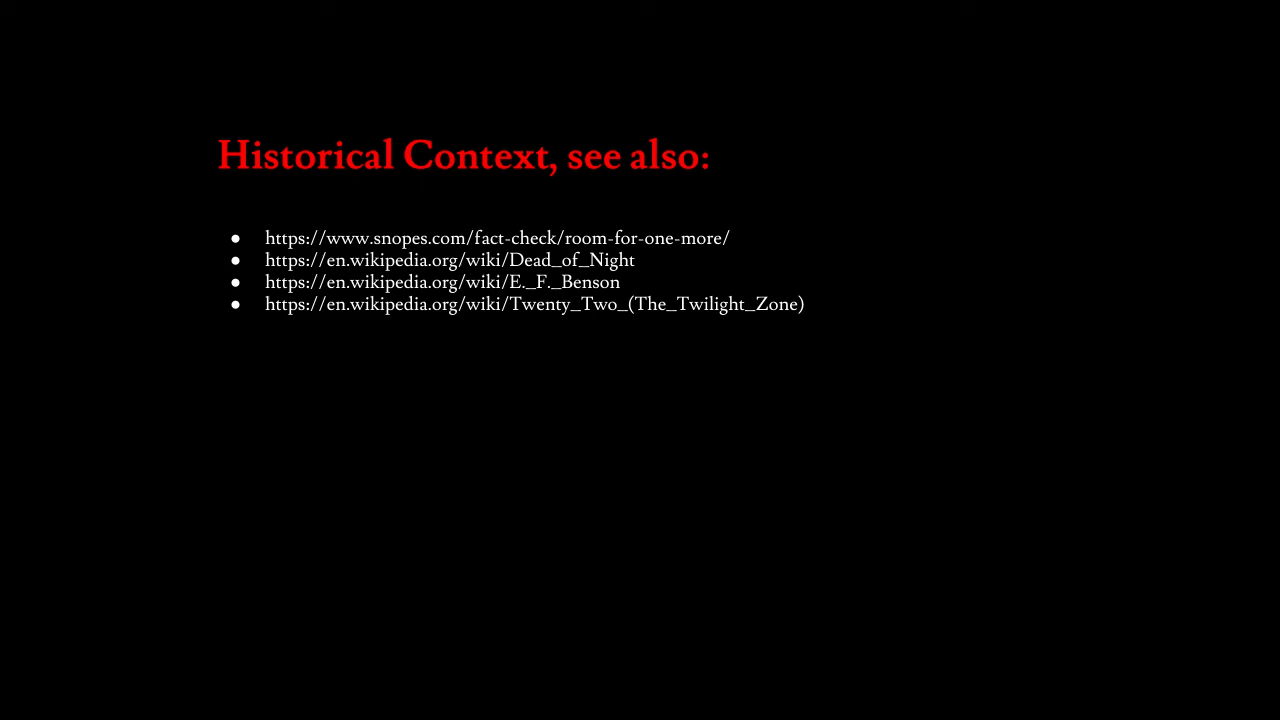 Historical Context, see also:
● https://www.snopes.com/fact-check/room-for-one-more/
● https://en.wikipedia.org/wiki/Dead_of_Night
● https://en.wikipedia.org/wiki/E._F._Benson
● https://en.wikipedia.org/wiki/Twenty_Two_(The_Twilight_Zone)